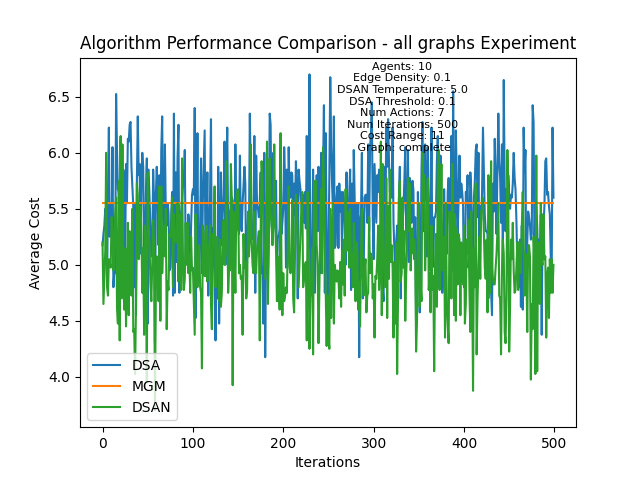 Algorithm Performance Comparison - all graphs Experiment
Agents: 10
Edge Density: 0.1
DSAN Temperature: 5.0
DSA Threshold: 0.1
Num Actions: 7
Num Iterations: 500
Cost Range: 11
Graph: complete
6.5
6.0
5.5
5.0
4.5
4.0
Average Cost
DSA
MGM
DSAN
0
100
200
300
400
500
Iterations